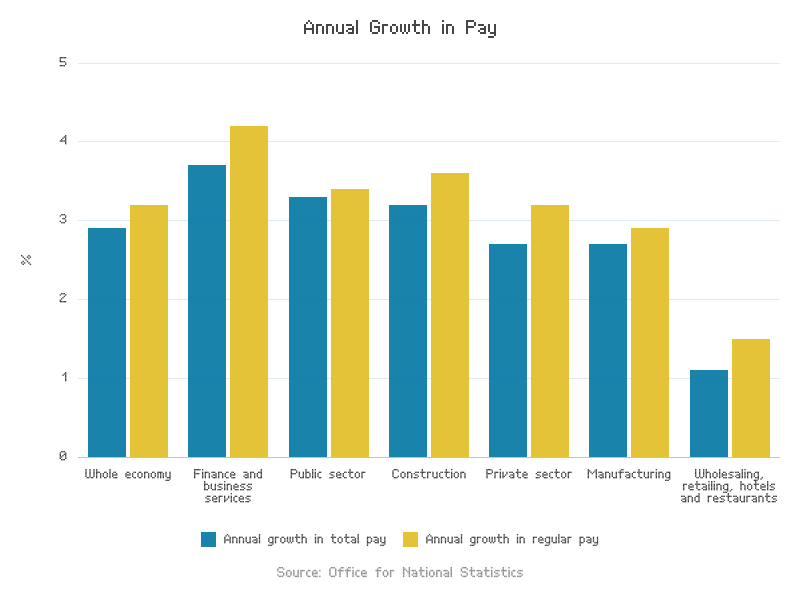 Annual Growth in Pay
5
4
3
%
2
1
0
Whole economy
Finance and
business
services
Public sector
Construction
Private sector
Manufacturing
Wholesaling,
retailing, hotels
and restaurants
Annual growth in total pay
Annual growth in regular pay
Source: Office for National Statistics